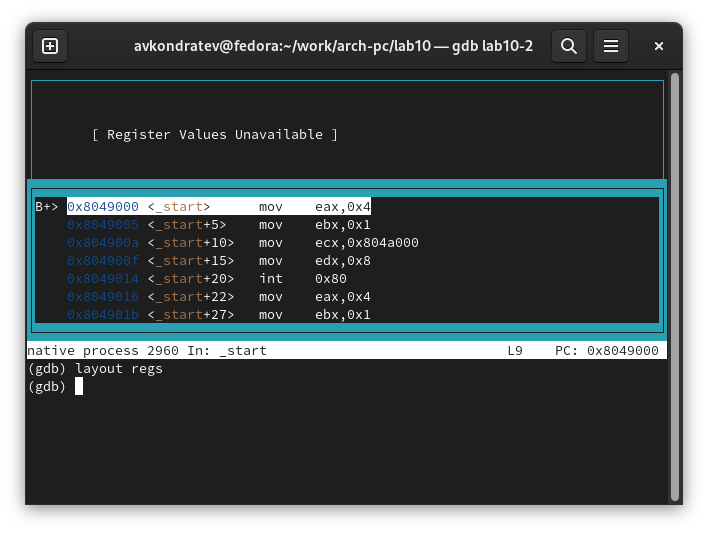 avkondratev@fedora:~/work/arch-pc/lab10 — gdb lab10-2
[ Register Values Unavailable ]
B+> 0x8049000 <_start> mov eax,0x4
0x8049005 <_start+5> mov ebx,0x1
0x804900a <_start+10> mov ecx,0x804a000
0x804900f <_start+15> mov edx,0x8
0x8049014 <_start+20> int 0x80
0x8049016 <_start+22> mov eax,0x4
0x804901b <_start+27> mov ebx,0x1
native process 2960 In: _start L9 PC: 0x8049000
(gdb) layout regs
(gdb)